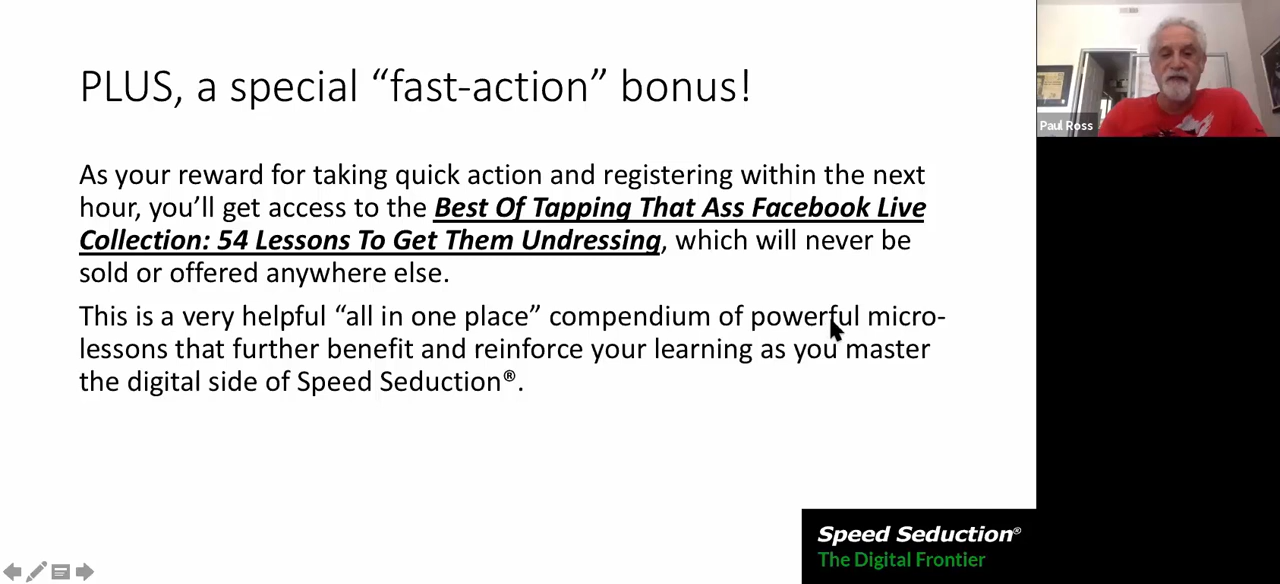 PLUS, a special “fast-action” bonus!
As your reward for taking quick action and registering within the next
hour, you’ll get access to the Best Of Tapping That Ass Facebook Live
Collection: 54 Lessons To Get Them Undressing, which will never be
sold or offered anywhere else.
This is a very helpful “all in one place” compendium of powerful micro-
lessons that further benefit and reinforce your learning as you master
the digital side of Speed Seduction®.
Paul Ross
Speed Seduction®
The Digital Frontier